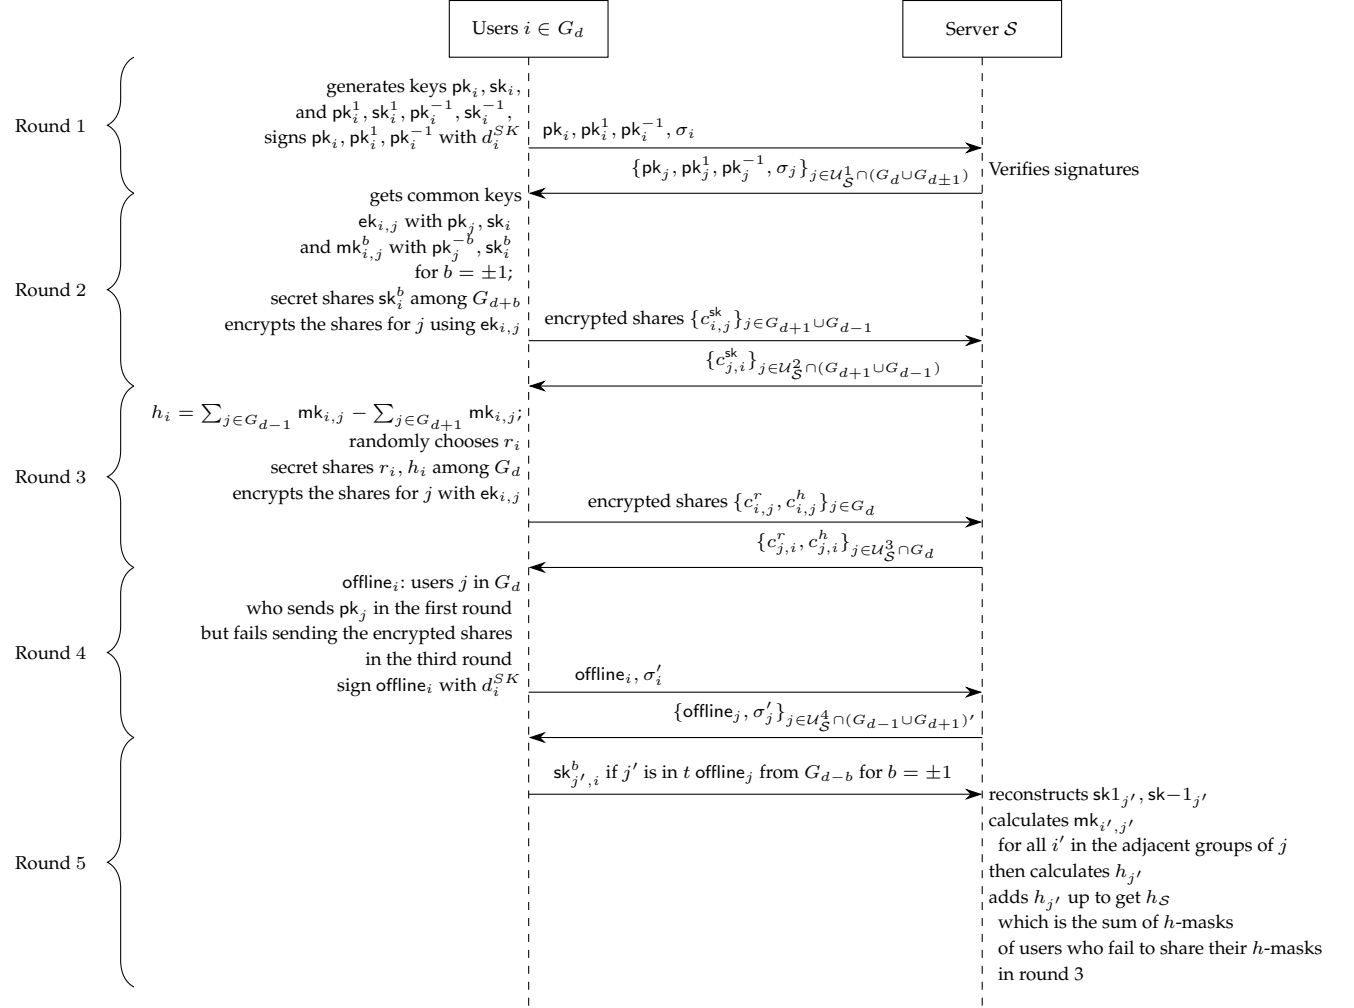 Users i ∈ G_d
Server 𝒮
Round 1
generates keys pk_i, sk_i,
and pk_i^1, sk_i^1, pk_i^{-1}, sk_i^{-1},
signs pk_i, pk_i^1, pk_i^{-1} with d_i^{SK}
pk_i, pk_i^1, pk_i^{-1}, σ_i
{pk_j, pk_j^1, pk_j^{-1}, σ_j}_{j∈𝒰_𝒮^1∩(G_d∪G_{d±1})}
Verifies signatures
Round 2
gets common keys
ek_{i,j} with pk_j, sk_i
and mk_{i,j}^b with pk_j^{-b}, sk_i^b
for b = ±1;
secret shares sk_i^b among G_{d+b}
encrypts the shares for j using ek_{i,j}
encrypted shares {c_{i,j}^{sk}}_{j∈G_{d+1}∪G_{d-1}}
{c_{j,i}^{sk}}_{j∈𝒰_𝒮^2∩(G_{d+1}∪G_{d-1})}
Round 3
h_i = ∑_{j∈G_{d-1}} mk_{i,j} − ∑_{j∈G_{d+1}} mk_{i,j};
randomly chooses r_i
secret shares r_i, h_i among G_d
encrypts the shares for j with ek_{i,j}
encrypted shares {c_{i,j}^r, c_{i,j}^h}_{j∈G_d}
{c_{j,i}^r, c_{j,i}^h}_{j∈𝒰_𝒮^3∩G_d}
Round 4
offline_i: users j in G_d
who sends pk_j in the first round
but fails sending the encrypted shares
in the third round
sign offline_i with d_i^{SK}
offline_i, σ_i'
{offline_j, σ_j'}_{j∈𝒰_𝒮^4∩(G_{d-1}∪G_{d+1})'}
Round 5
sk_{j',i}^b if j' is in t offline_j from G_{d-b} for b = ±1
reconstructs sk1_{j'}, sk−1_{j'}
calculates mk_{i',j'}
for all i' in the adjacent groups of j
then calculates h_{j'}
adds h_{j'} up to get h_𝒮
which is the sum of h-masks
of users who fail to share their h-masks
in round 3